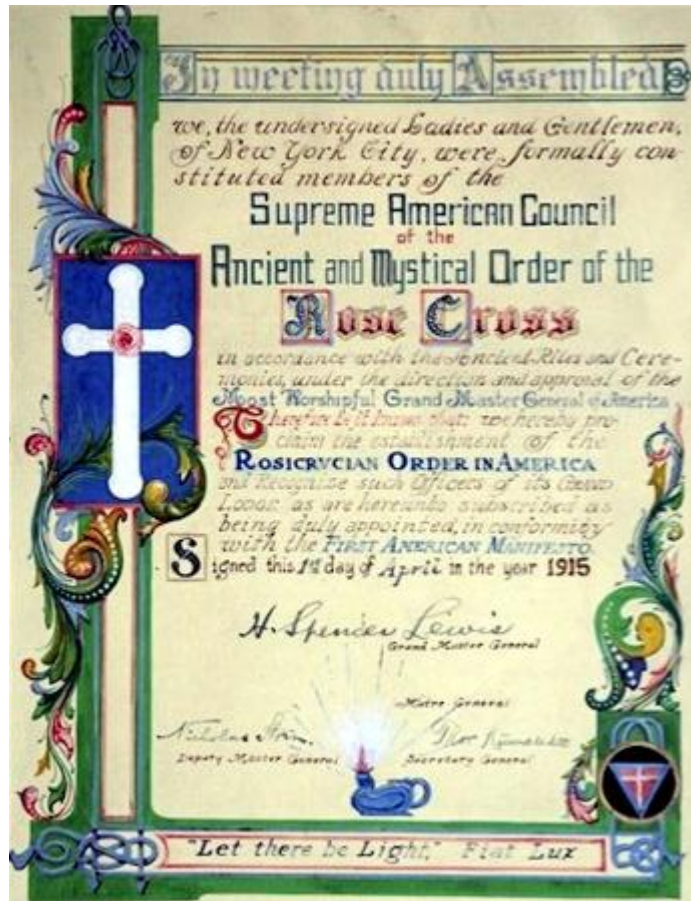 In meeting duly Assembled
we, the undersigned Ladies and Gentlemen,
of New York City, were formally con-
stituted members of the
Supreme American Council
of the
Ancient and Mystical Order of the
Rose Cross
in accordance with the Ancient Rites and Cere-
monies, under the direction and approval of the
Moost Worshipful Grand Master General of America
Therefore be it known that: we hereby pro-
claim the establishment of the
ROSICRVCIAN ORDER IN AMERICA
and Recognize such Officers of its Grand
Lodge as are hereunto subscribed as
being duly appointed, in conformity
with the FIRST AMERICAN MANIFESTO.
Signed this 1st day of April in the year 1915
H. Spencer Lewis
Grand Master General
Matre General
Nicholas
Thor
Deputy Master General
Secretary General
"Let there be Light," Fiat Lux